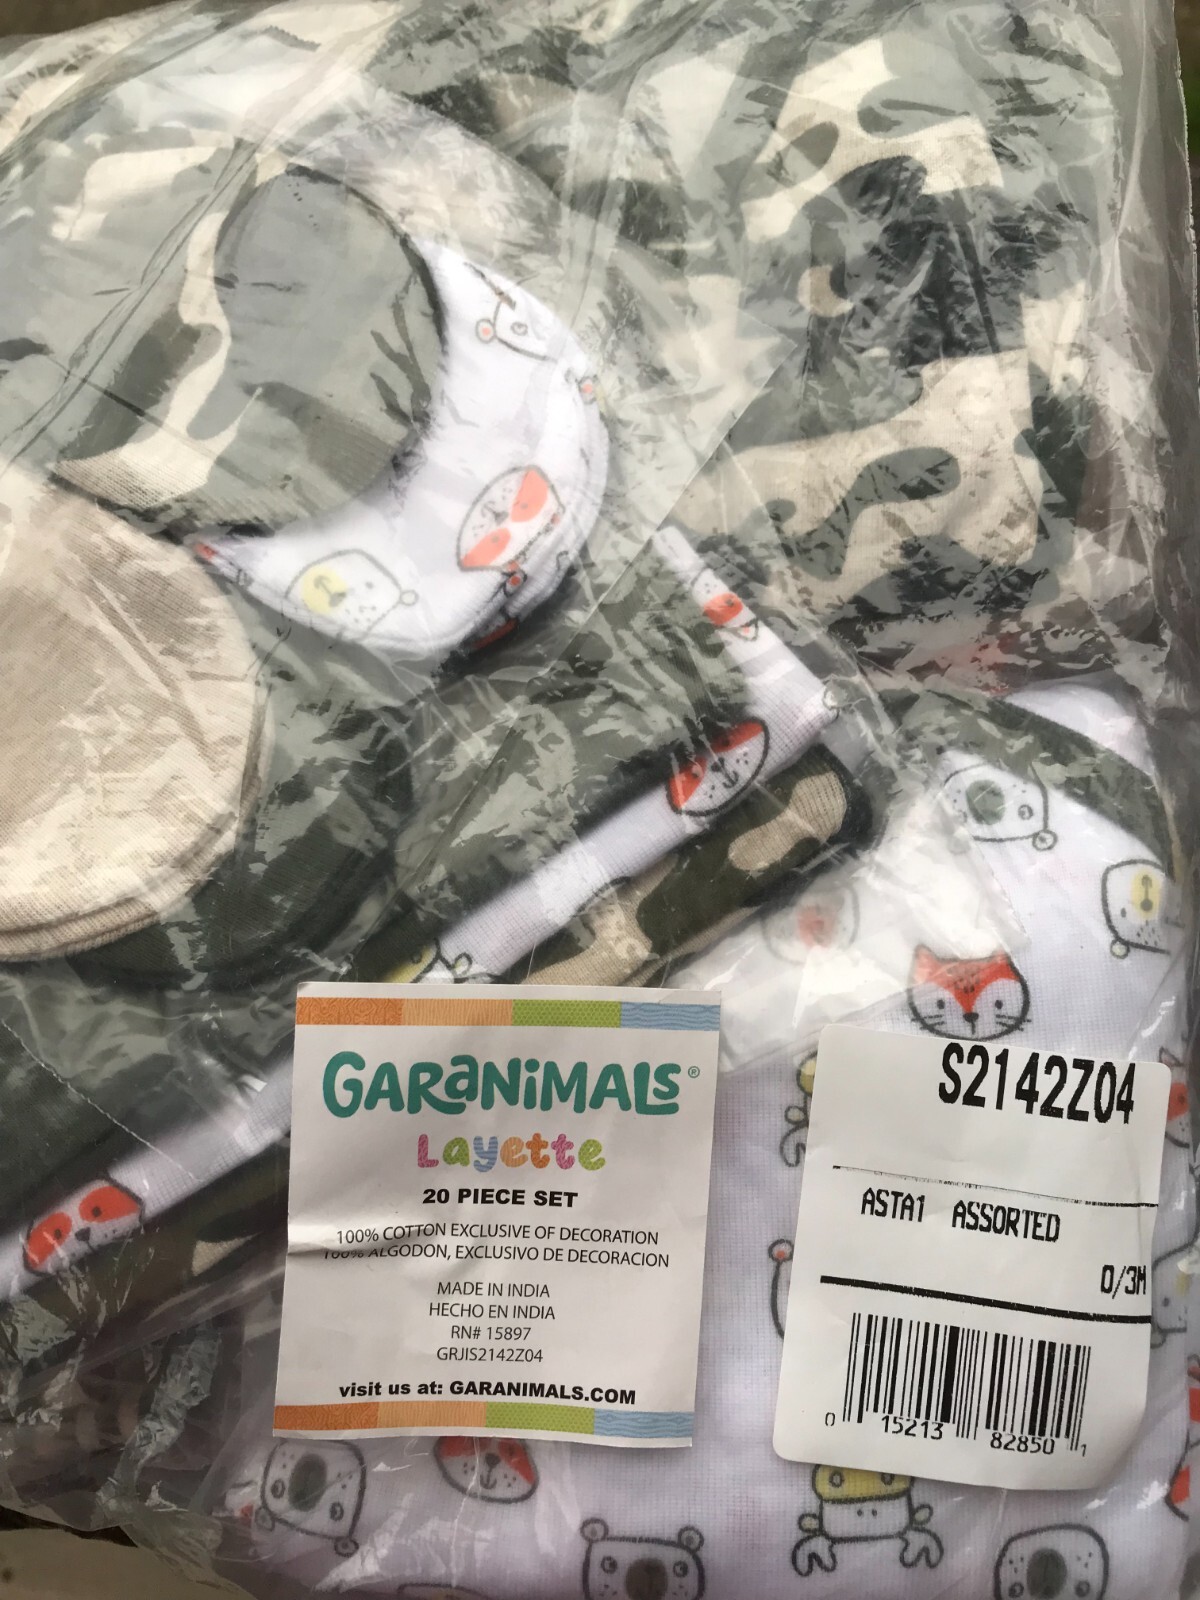 GARaNiMALS®
Layette
20 PIECE SET
100% COTTON EXCLUSIVE OF DECORATION
100% ALGODON, EXCLUSIVO DE DECORACION
MADE IN INDIA
HECHO EN INDIA
RN# 15897
GRJIS2142Z04
visit us at: GARANIMALS.COM
S2142Z04
ASTA1 ASSORTED
0/3M
0 15213 82850 1